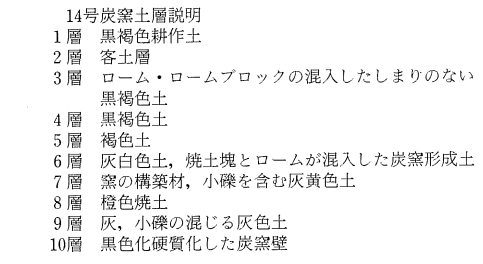 14号炭窯土層説明
1層 黒褐色耕作土
2層 客土層
3層 ローム・ロームブロックの混入したしまりのない
黒褐色土
4層 黒褐色土
5層 褐色土
6層 灰白色土，焼土塊とロームが混入した炭窯形成土
7層 窯の構築材，小礫を含む灰黄色土
8層 橙色焼土
9層 灰，小礫の混じる灰色土
10層 黒色化硬質化した炭窯壁